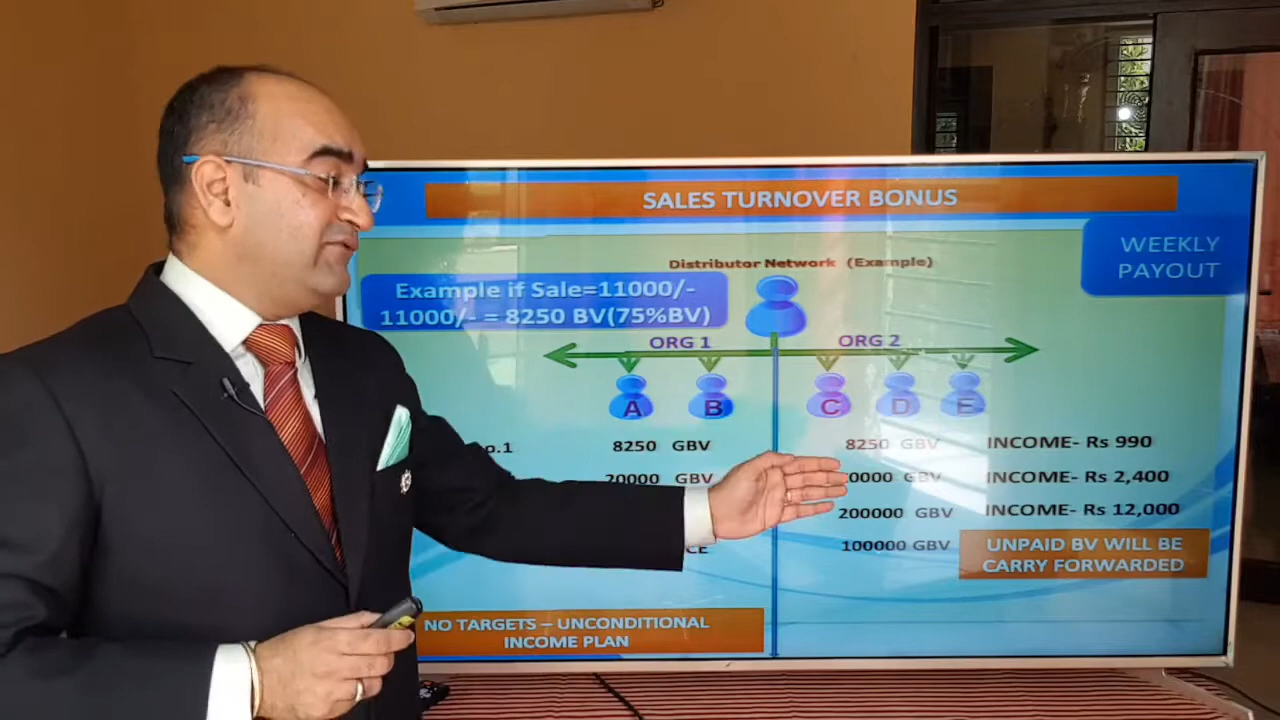 SALES TURNOVER BONUS
WEEKLY
PAYOUT
Distributor Network (Example)
Example if Sale=11000/-
11000/- = 8250 BV(75%BV)
ORG 1
ORG 2
A
B
C
D
E
8250 GBV
8250 GBV
INCOME- Rs 990
20000 GBV
0000 GBV
INCOME- Rs 2,400
200000 GBV
INCOME- Rs 12,000
100000 GBV
UNPAID BV WILL BE
CARRY FORWARDED
NO TARGETS – UNCONDITIONAL
INCOME PLAN